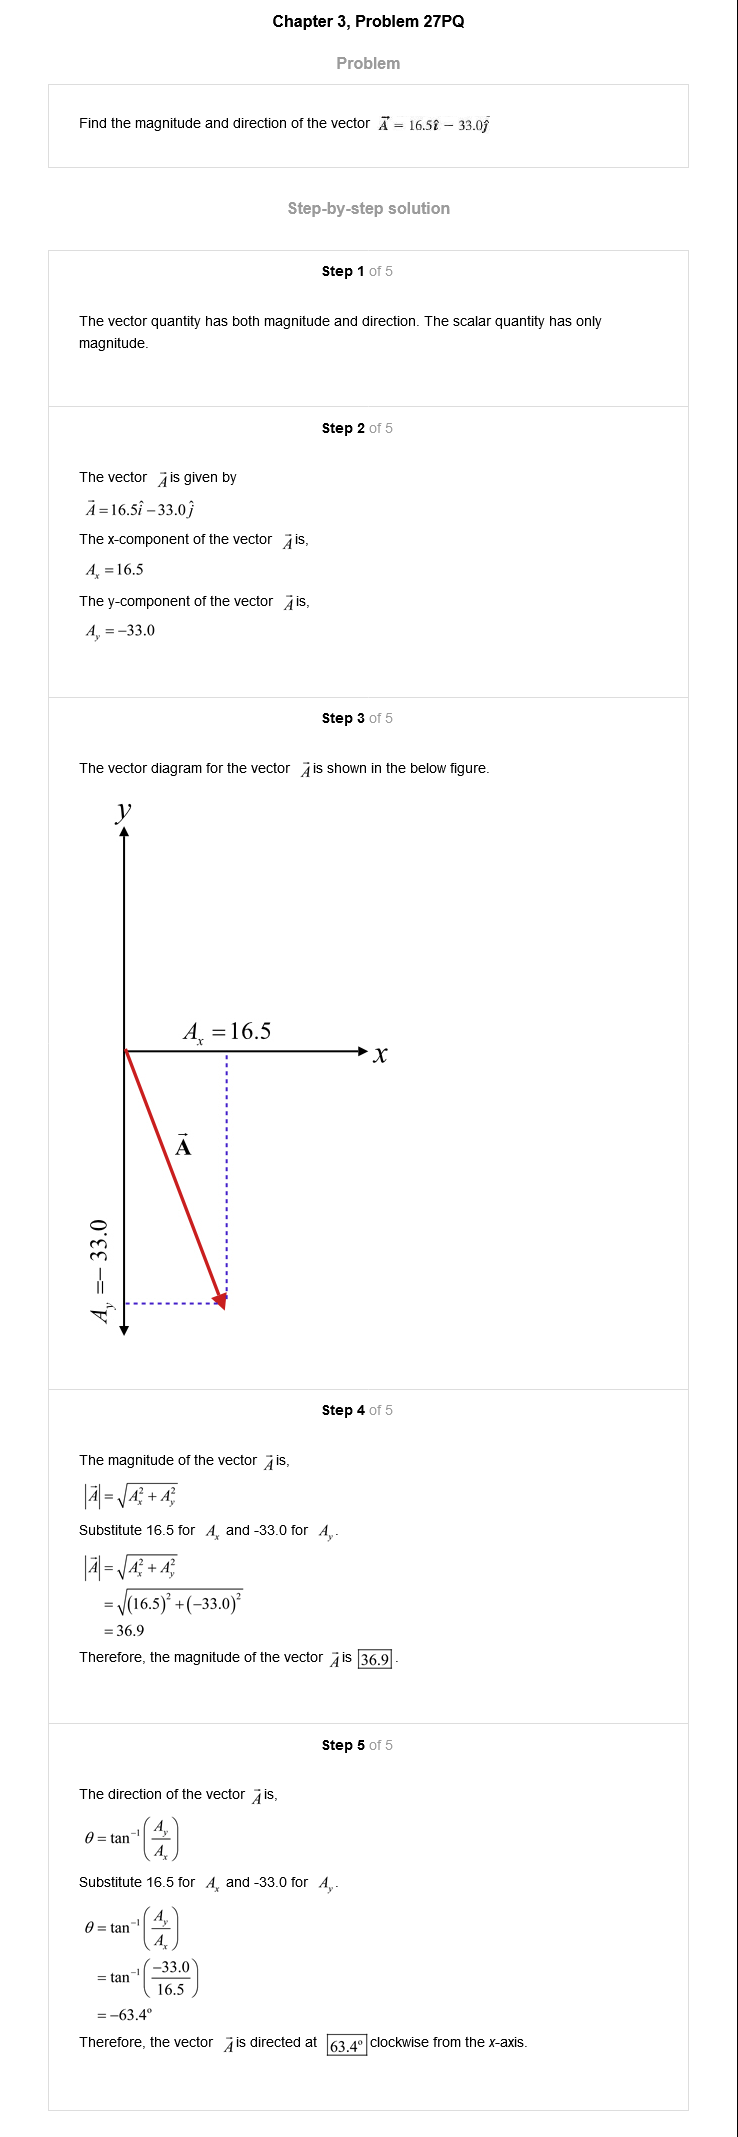 Chapter 3, Problem 27PQ
Problem
Find the magnitude and direction of the vector A⃗ = 16.5î − 33.0ĵ
Step-by-step solution
Step 1 of 5
The vector quantity has both magnitude and direction. The scalar quantity has only
magnitude.
Step 2 of 5
The vector A⃗ is given by
A⃗ = 16.5î − 33.0ĵ
The x-component of the vector A⃗ is,
Aₓ = 16.5
The y-component of the vector A⃗ is,
A_y = −33.0
Step 3 of 5
The vector diagram for the vector A⃗ is shown in the below figure.
y
Aₓ = 16.5
x
A⃗
A_y = − 33.0
Step 4 of 5
The magnitude of the vector A⃗ is,
|A⃗| = √(Aₓ² + A_y²)
Substitute 16.5 for Aₓ and -33.0 for A_y.
|A⃗| = √(Aₓ² + A_y²)
= √((16.5)² + (−33.0)²)
= 36.9
Therefore, the magnitude of the vector A⃗ is 36.9.
Step 5 of 5
The direction of the vector A⃗ is,
θ = tan⁻¹(A_y/Aₓ)
Substitute 16.5 for Aₓ and -33.0 for A_y.
θ = tan⁻¹(A_y/Aₓ)
= tan⁻¹(−33.0/16.5)
= −63.4°
Therefore, the vector A⃗ is directed at 63.4° clockwise from the x-axis.